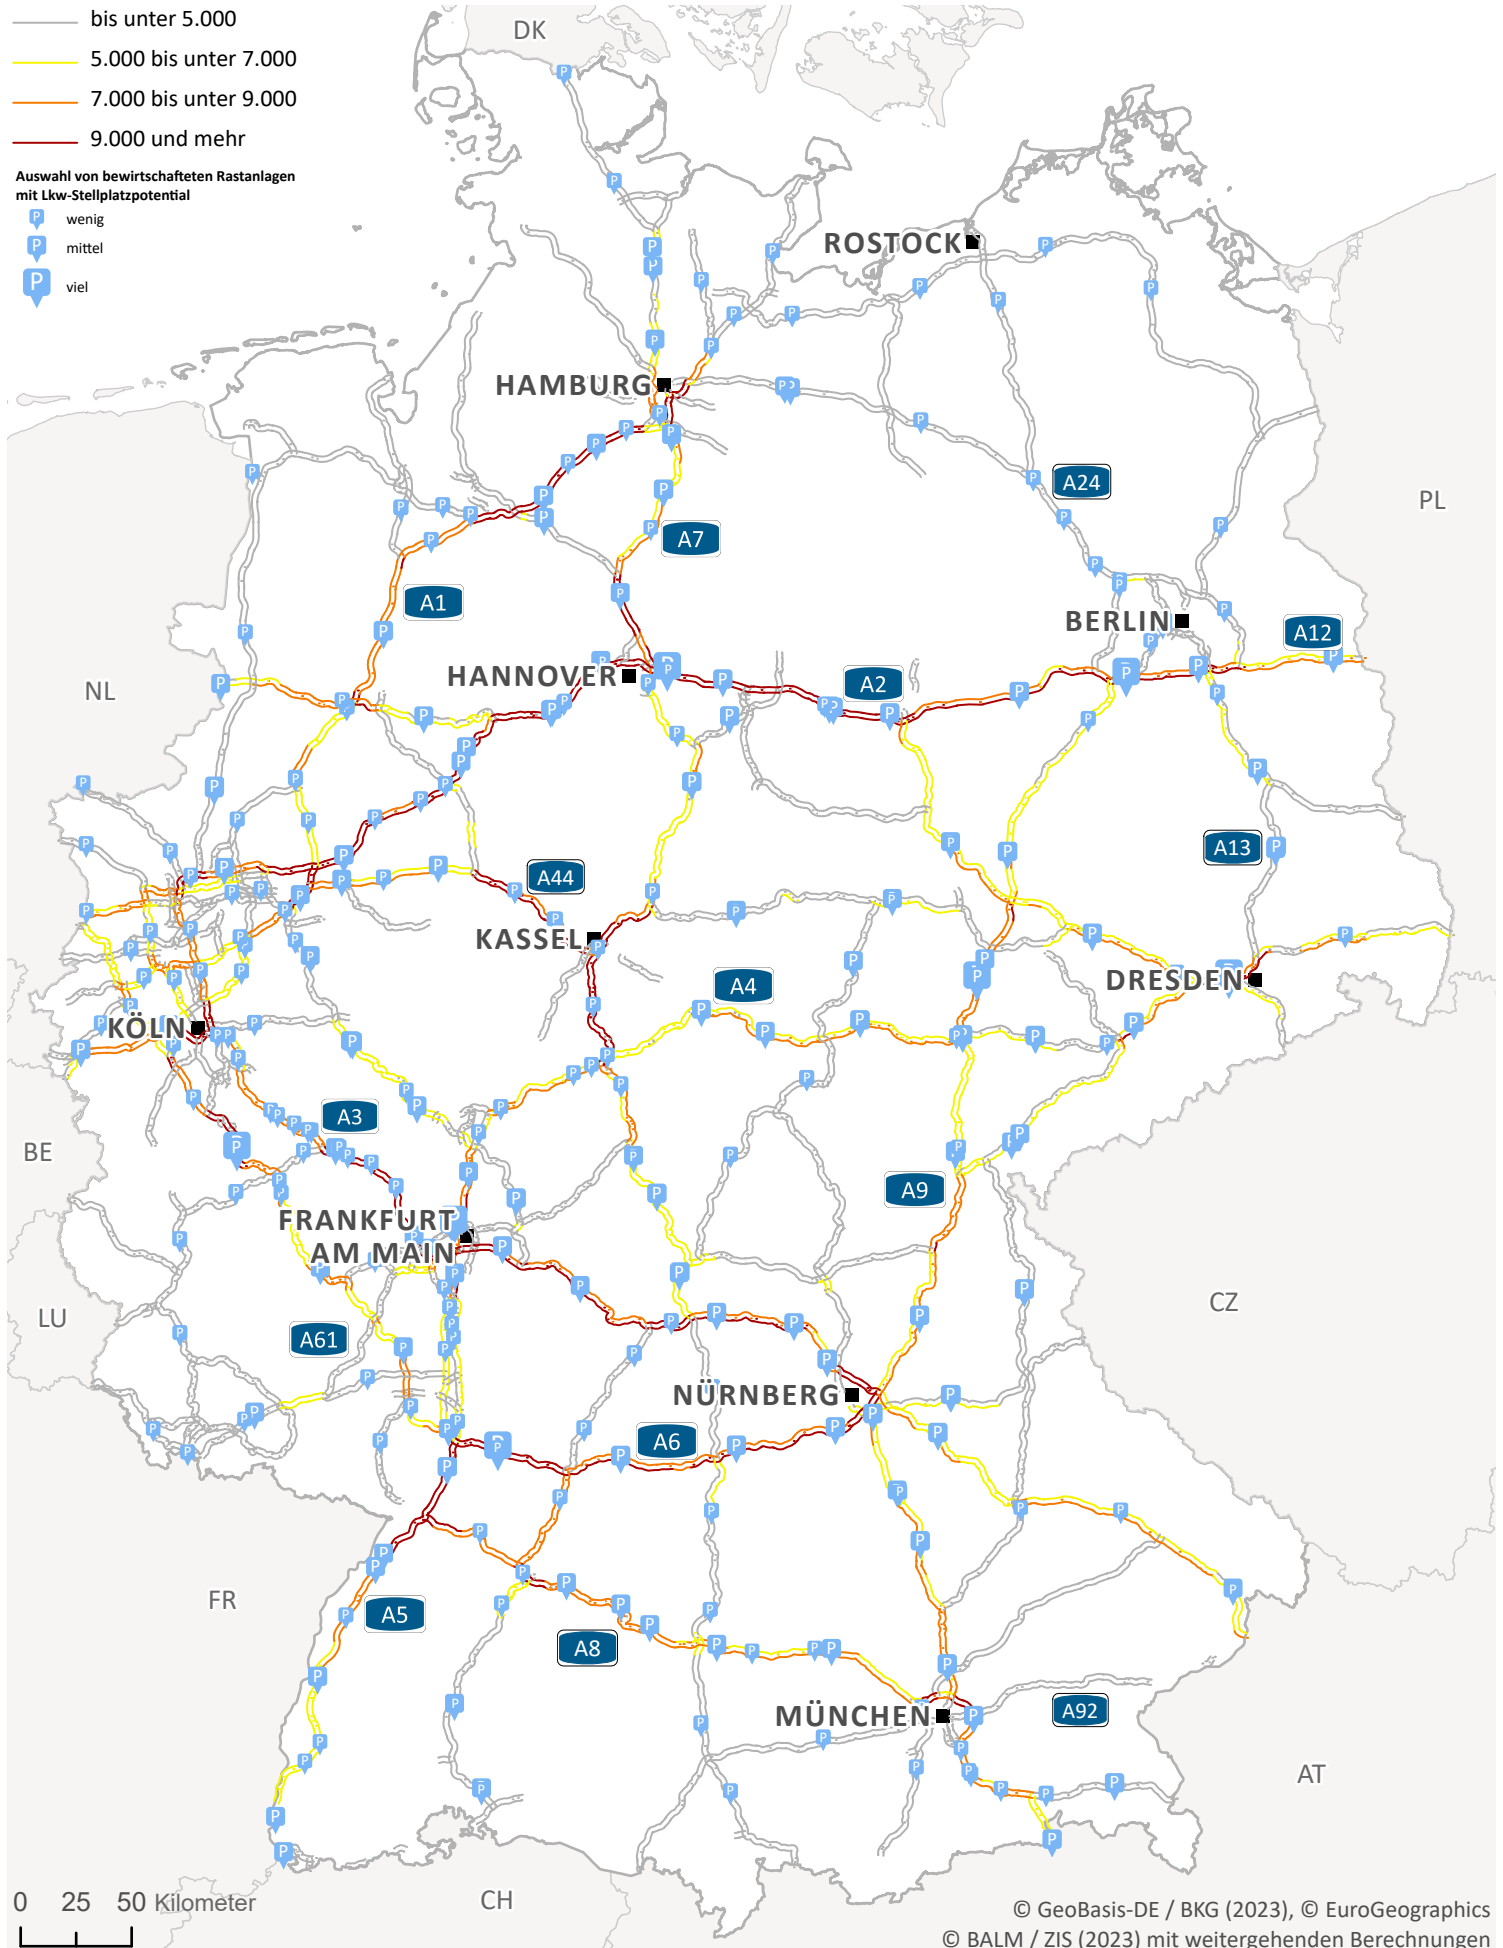 bis unter 5.000
5.000 bis unter 7.000
7.000 bis unter 9.000
9.000 und mehr
Auswahl von bewirtschafteten Rastanlagen
mit Lkw-Stellplatzpotential
P wenig
P mittel
P viel
DK
ROSTOCK
HAMBURG
A24
PL
A7
A1
BERLIN
A12
HANNOVER
A2
NL
A13
A44
KASSEL
DRESDEN
A4
KÖLN
A3
BE
A9
FRANKFURT
AM MAIN
CZ
LU
A61
NÜRNBERG
A6
FR
A5
A8
MÜNCHEN
A92
AT
CH
0 25 50 Kilometer
© GeoBasis-DE / BKG (2023), © EuroGeographics
© BALM / ZIS (2023) mit weitergehenden Berechnungen